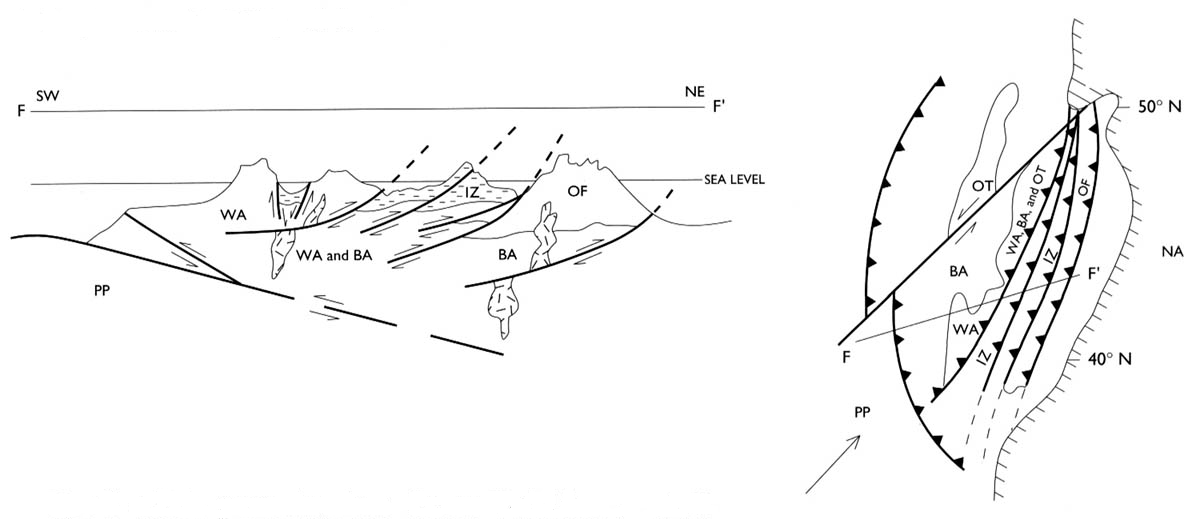 SW
NE
F
F'
SEA LEVEL
WA
IZ
OF
WA and BA
BA
PP
50° N
OT
WA, BA, and OT
OF
IZ
NA
BA
F'
WA
IZ
F
40° N
PP